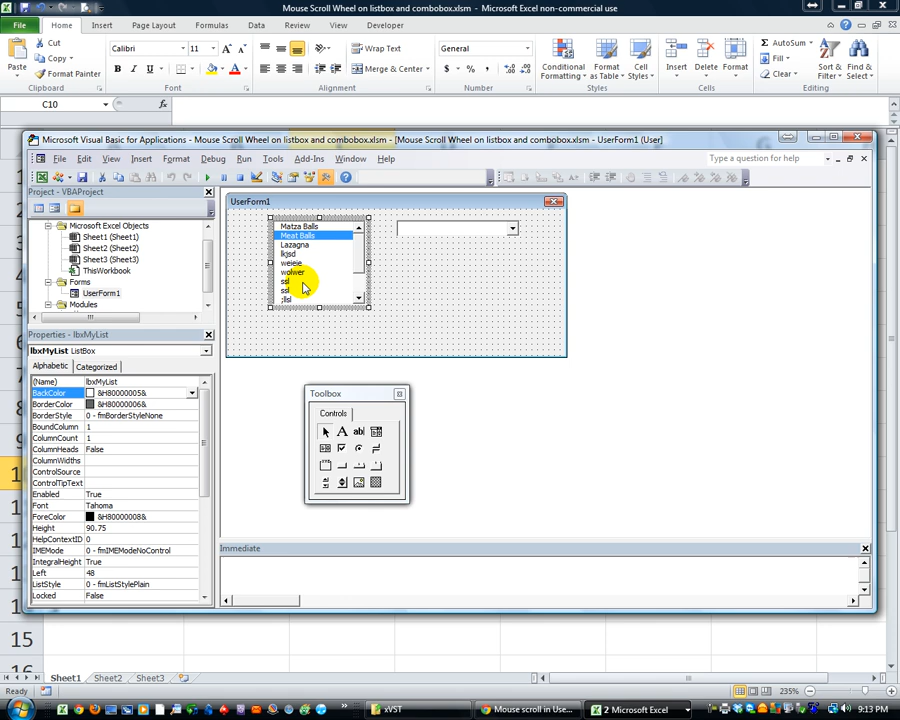 Mouse Scroll Wheel on listbox and combobox.xlsm - Microsoft Excel non-commercial use
File Home Insert Page Layout Formulas Data Review View Developer
Cut
Copy
Format Painter
Paste
Clipboard
Calibri 11
B I U
Font
Wrap Text
Merge & Center
Alignment
General
$ % ,
Number
Conditional Formatting
Format as Table
Cell Styles
Styles
Insert Delete Format
Cells
AutoSum
Fill
Clear
Sort & Filter
Find & Select
Editing
C10
fx
Microsoft Visual Basic for Applications - Mouse Scroll Wheel on listbox and combobox.xlsm - [Mouse Scroll Wheel on listbox and combobox.xlsm - UserForm1 (User]
File Edit View Insert Format Debug Run Tools Add-Ins Window Help
Type a question for help
Project - VBAProject
Microsoft Excel Objects
Sheet1 (Sheet1)
Sheet2 (Sheet2)
Sheet3 (Sheet3)
ThisWorkbook
Forms
UserForm1
Modules
Properties - lbxMyList
lbxMyList ListBox
Alphabetic Categorized
(Name) lbxMyList
BackColor &H80000005&
BorderColor &H80000006&
BorderStyle 0 - fmBorderStyleNone
BoundColumn 1
ColumnCount 1
ColumnHeads False
ColumnWidths
ControlSource
ControlTipText
Enabled True
Font Tahoma
ForeColor &H80000008&
Height 90.75
HelpContextID 0
IMEMode 0 - fmIMEModeNoControl
IntegralHeight True
Left 48
ListStyle 0 - fmListStylePlain
Locked False
UserForm1
Matza Balls
Meat Balls
Lazagna
lkjsd
weieie
wolwer
ssl
ssl
;llsl
Toolbox
Controls
A ab|
Immediate
15
Sheet1 Sheet2 Sheet3
Ready
235%
xVST
Mouse scroll in Use...
2 Microsoft Excel
9:13 PM